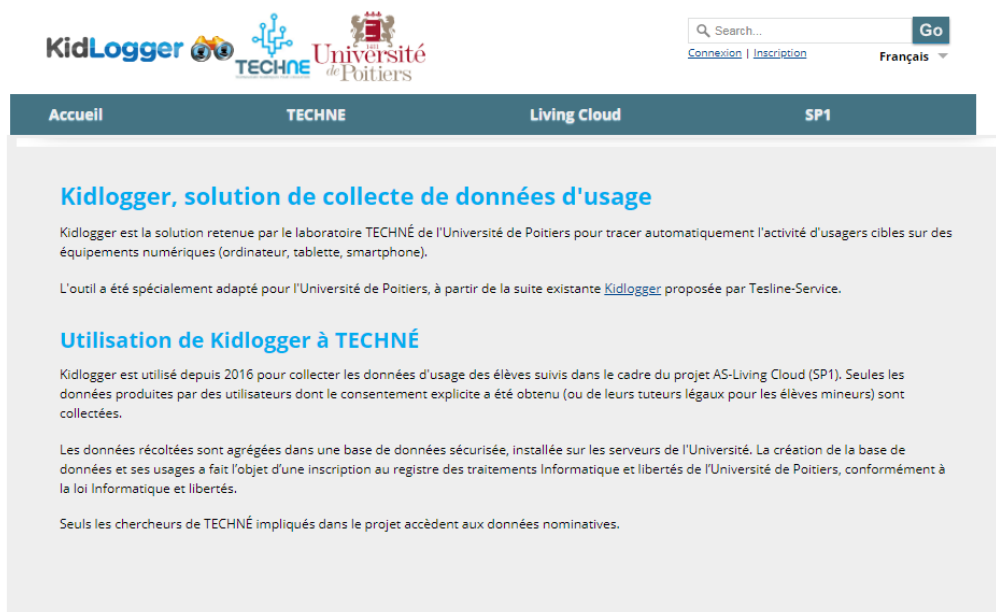 KidLogger TECHNE 1431 Université de Poitiers
Search... Go
Connexion | Inscription Français
Accueil TECHNE Living Cloud SP1
Kidlogger, solution de collecte de données d'usage
Kidlogger est la solution retenue par le laboratoire TECHNÉ de l'Université de Poitiers pour tracer automatiquement l'activité d'usagers cibles sur des
équipements numériques (ordinateur, tablette, smartphone).
L'outil a été spécialement adapté pour l'Université de Poitiers, à partir de la suite existante Kidlogger proposée par Tesline-Service.
Utilisation de Kidlogger à TECHNÉ
Kidlogger est utilisé depuis 2016 pour collecter les données d'usage des élèves suivis dans le cadre du projet AS-Living Cloud (SP1). Seules les
données produites par des utilisateurs dont le consentement explicite a été obtenu (ou de leurs tuteurs légaux pour les élèves mineurs) sont
collectées.
Les données récoltées sont agrégées dans une base de données sécurisée, installée sur les serveurs de l'Université. La création de la base de
données et ses usages a fait l’objet d’une inscription au registre des traitements Informatique et libertés de l’Université de Poitiers, conformément à
la loi Informatique et libertés.
Seuls les chercheurs de TECHNÉ impliqués dans le projet accèdent aux données nominatives.